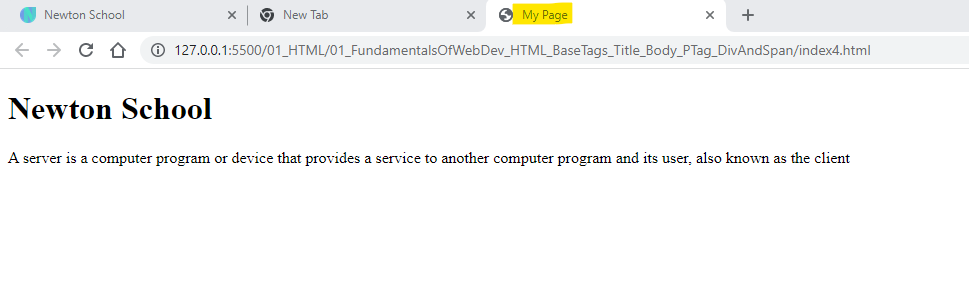 Newton School
New Tab
My Page
127.0.0.1:5500/01_HTML/01_FundamentalsOfWebDev_HTML_BaseTags_Title_Body_PTag_DivAndSpan/index4.html
Newton School
A server is a computer program or device that provides a service to another computer program and its user, also known as the client